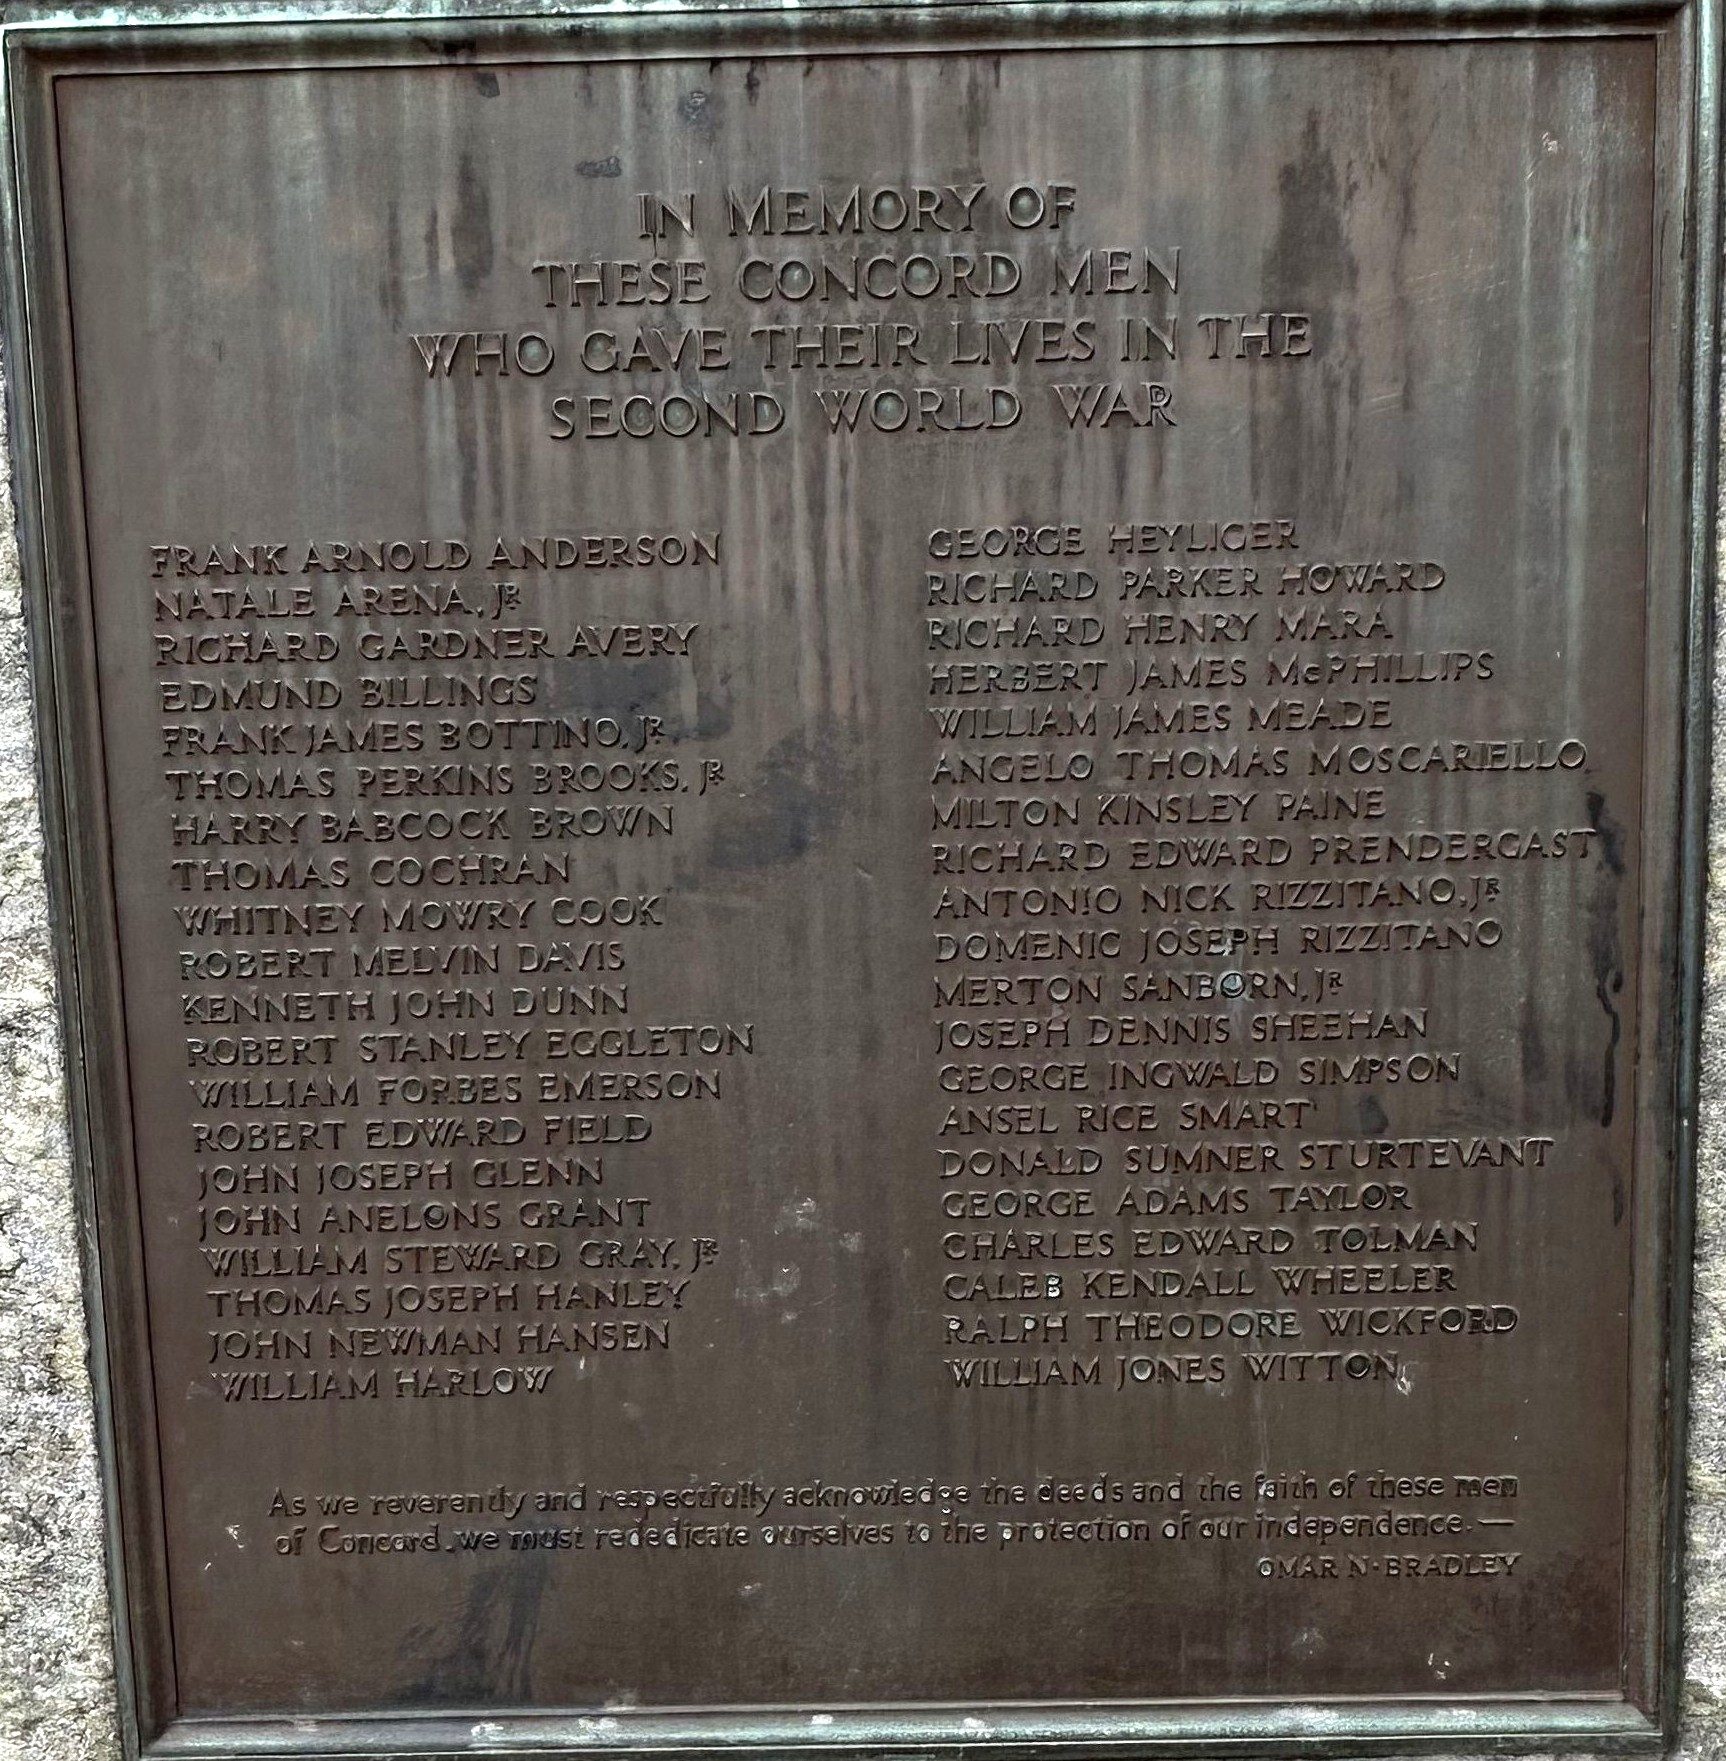 IN MEMORY OF
THESE CONCORD MEN
WHO GAVE THEIR LIVES IN THE
SECOND WORLD WAR
FRANK ARNOLD ANDERSON
NATALE ARENA, JR
RICHARD GARDNER AVERY
EDMUND BILLINGS
FRANK JAMES BOTTINO, JR.
THOMAS PERKINS BROOKS, JR
HARRY BABCOCK BROWN
THOMAS COCHRAN
WHITNEY MOWRY COOK
ROBERT MELVIN DAVIS
KENNETH JOHN DUNN
ROBERT STANLEY EGGLETON
WILLIAM FORBES EMERSON
ROBERT EDWARD FIELD
JOHN JOSEPH GLENN
JOHN ANELONS GRANT
WILLIAM STEWARD GRAY, JR
THOMAS JOSEPH HANLEY
JOHN NEWMAN HANSEN
WILLIAM HARLOW
GEORGE HEYLIGER
RICHARD PARKER HOWARD
RICHARD HENRY MARA
HERBERT JAMES McPHILLIPS
WILLIAM JAMES MEADE
ANGELO THOMAS MOSCARIELLO
MILTON KINSLEY PAINE
RICHARD EDWARD PRENDERGAST
ANTONIO NICK RIZZITANO, JR
DOMENIC JOSEPH RIZZITANO
MERTON SANBORN, JR
JOSEPH DENNIS SHEEHAN
GEORGE INGWALD SIMPSON
ANSEL RICE SMART
DONALD SUMNER STURTEVANT
GEORGE ADAMS TAYLOR
CHARLES EDWARD TOLMAN
CALEB KENDALL WHEELER
RALPH THEODORE WICKFORD
WILLIAM JONES WITTON
As we reverently and respectfully acknowledge the deeds and the faith of these men
of Concord, we must rededicate ourselves to the protection of our independence. —
OMAR N·BRADLEY